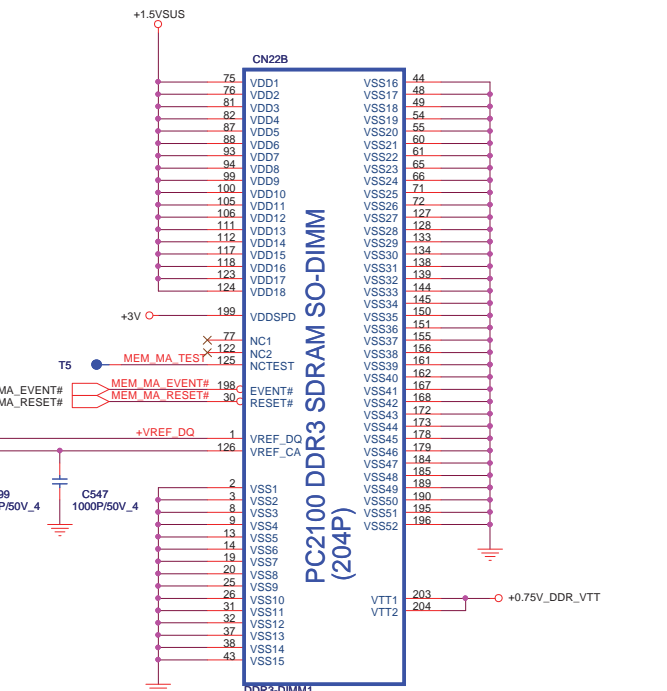 +1.5VSUS
CN22B
75 VDD1
76 VDD2
81 VDD3
82 VDD4
87 VDD5
88 VDD6
93 VDD7
94 VDD8
99 VDD9
100 VDD10
105 VDD11
106 VDD12
111 VDD13
112 VDD14
117 VDD15
118 VDD16
123 VDD17
124 VDD18
+3V 199 VDDSPD
77 NC1
122 NC2
T5 MEM_MA_TEST 125 NCTEST
MA_EVENT# MEM_MA_EVENT# 198 EVENT#
MA_RESET# MEM_MA_RESET# 30 RESET#
+VREF_DQ 1 VREF_DQ
126 VREF_CA
99
P/50V_4
C547
1000P/50V_4
2 VSS1
3 VSS2
8 VSS3
9 VSS4
13 VSS5
14 VSS6
19 VSS7
20 VSS8
25 VSS9
26 VSS10
31 VSS11
32 VSS12
37 VSS13
38 VSS14
43 VSS15
PC2100 DDR3 SDRAM SO-DIMM
(204P)
VSS16 44
VSS17 48
VSS18 49
VSS19 54
VSS20 55
VSS21 60
VSS22 61
VSS23 65
VSS24 66
VSS25 71
VSS26 72
VSS27 127
VSS28 128
VSS29 133
VSS30 134
VSS31 138
VSS32 139
VSS33 144
VSS34 145
VSS35 150
VSS36 151
VSS37 155
VSS38 156
VSS39 161
VSS40 162
VSS41 167
VSS42 168
VSS43 172
VSS44 173
VSS45 178
VSS46 179
VSS47 184
VSS48 185
VSS49 189
VSS50 190
VSS51 195
VSS52 196
VTT1 203
VTT2 204
+0.75V_DDR_VTT
DDR3-DIMM1